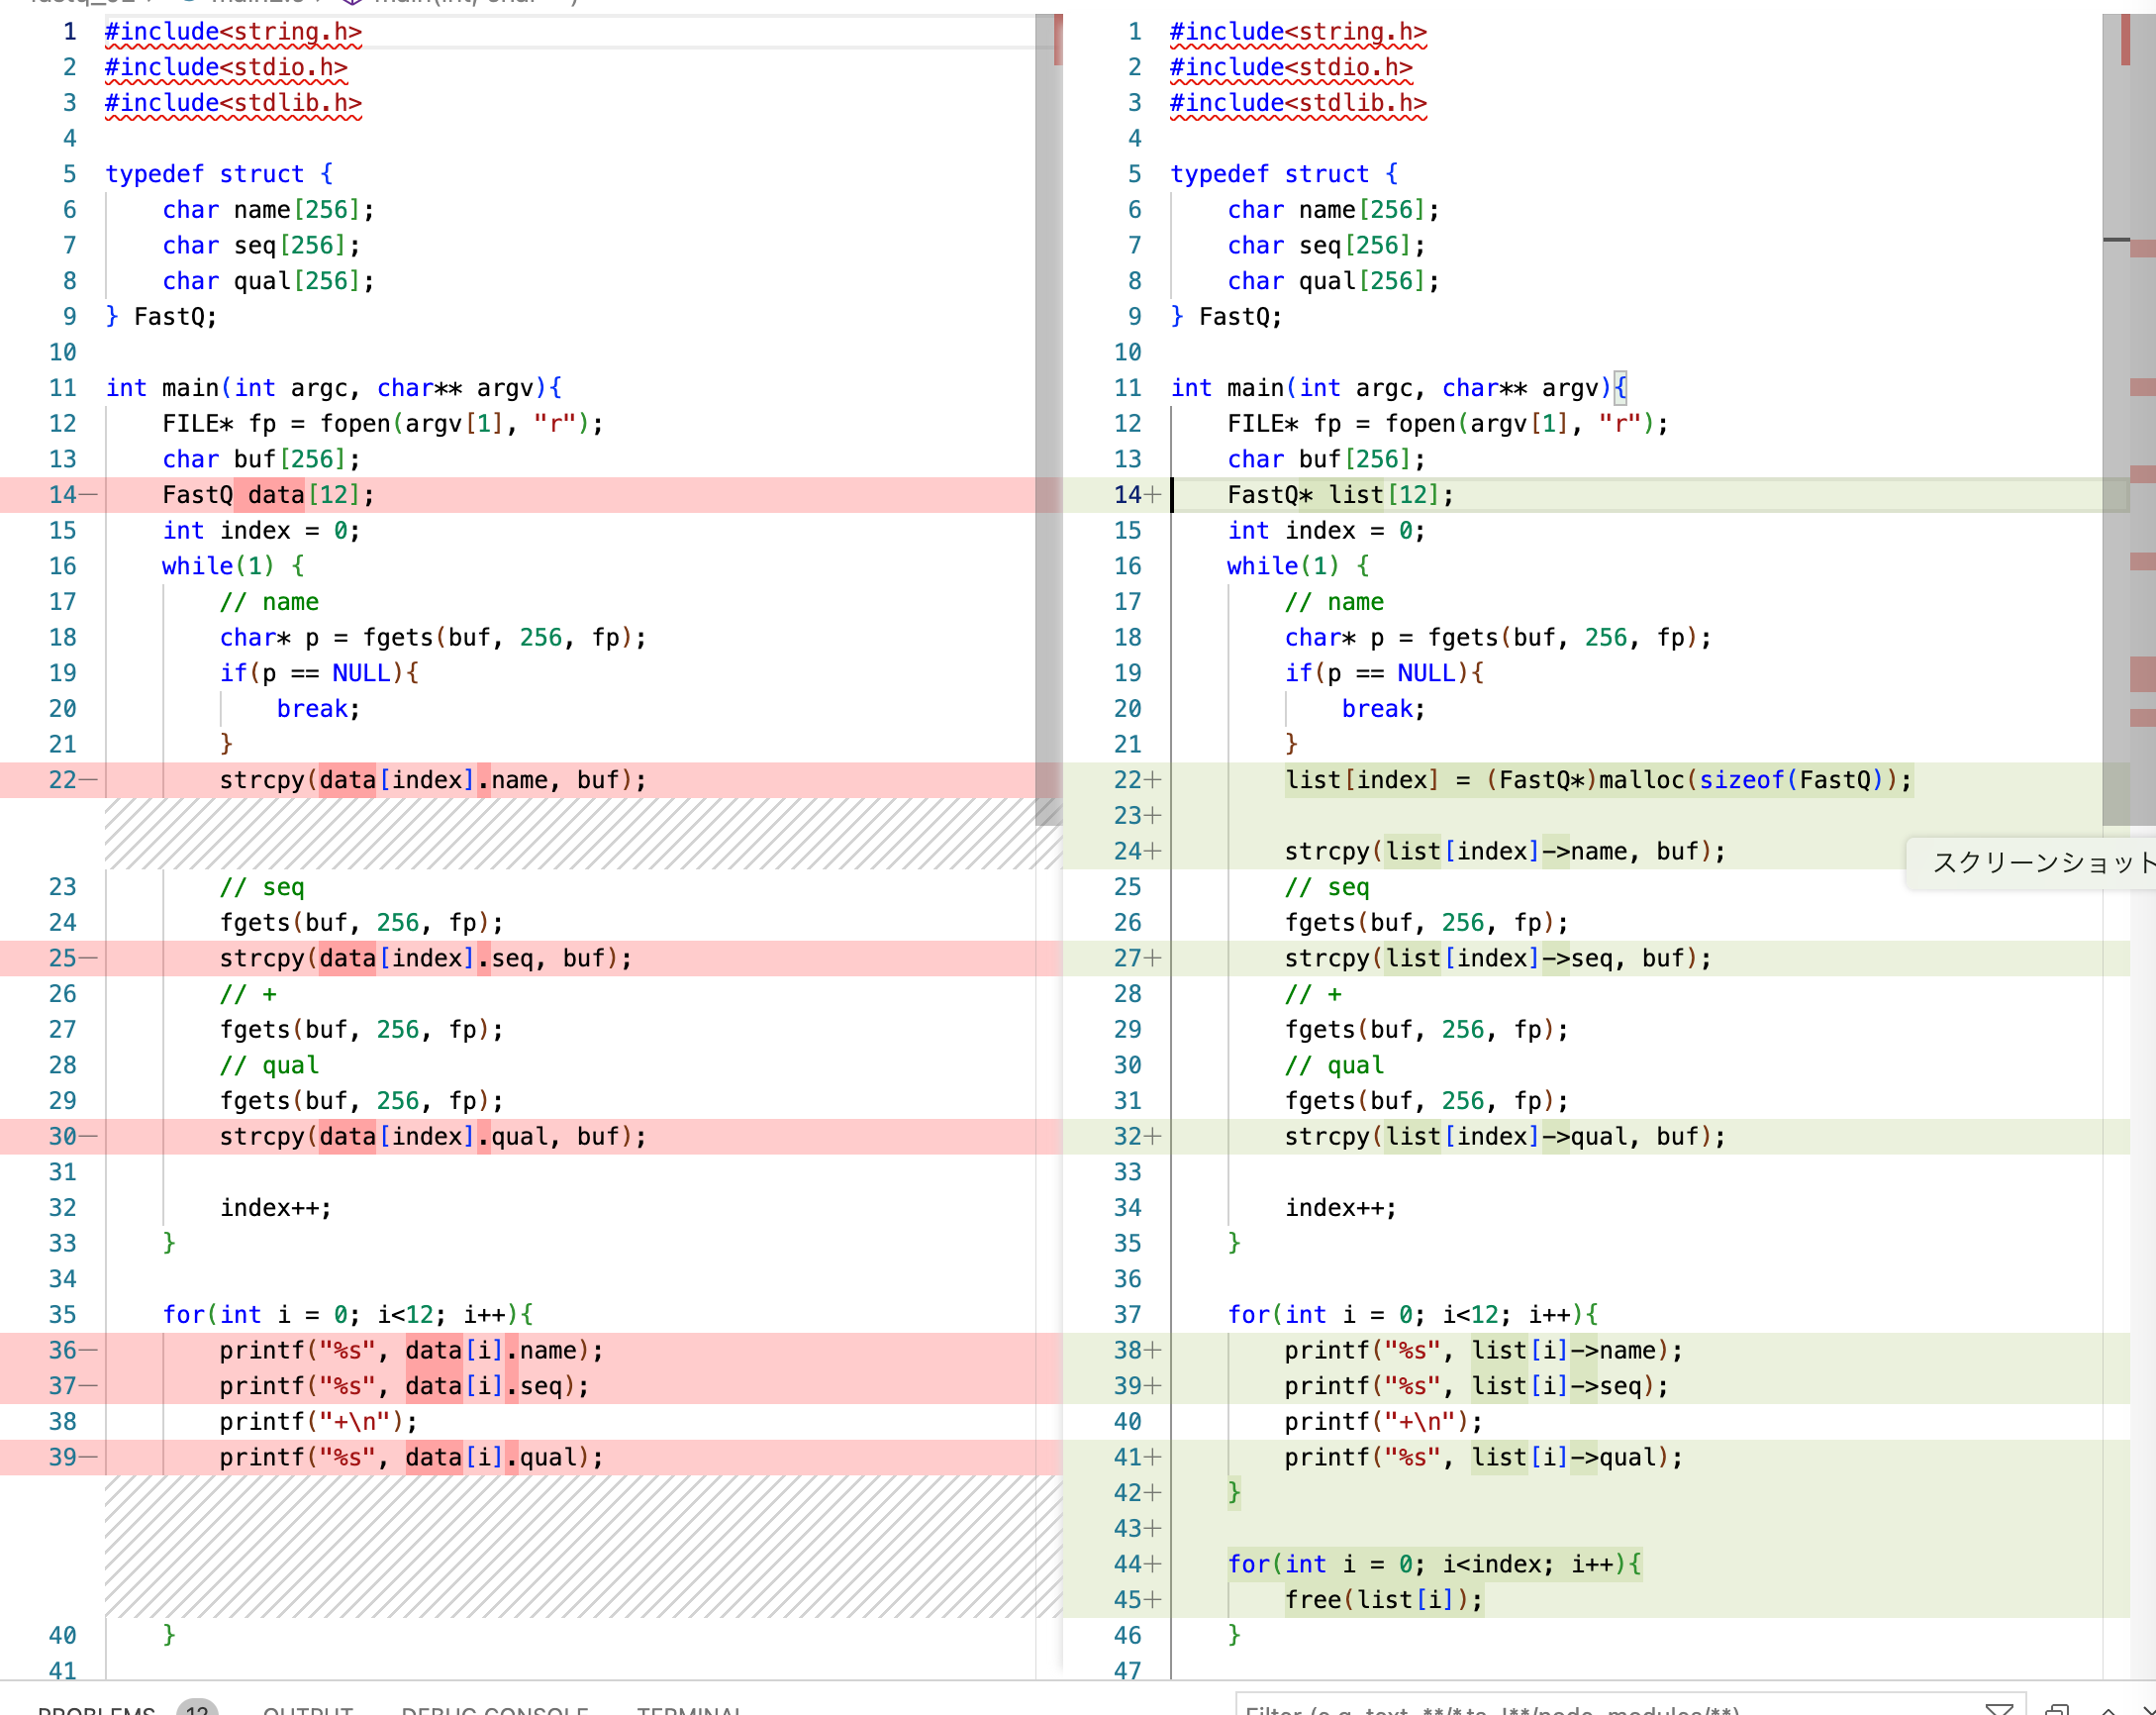 1 #include<string.h>
2 #include<stdio.h>
3 #include<stdlib.h>
4
5 typedef struct {
6 char name[256];
7 char seq[256];
8 char qual[256];
9 } FastQ;
10
11 int main(int argc, char** argv){
12 FILE* fp = fopen(argv[1], "r");
13 char buf[256];
14— FastQ data[12];
15 int index = 0;
16 while(1) {
17 // name
18 char* p = fgets(buf, 256, fp);
19 if(p == NULL){
20 break;
21 }
22— strcpy(data[index].name, buf);
23 // seq
24 fgets(buf, 256, fp);
25— strcpy(data[index].seq, buf);
26 // +
27 fgets(buf, 256, fp);
28 // qual
29 fgets(buf, 256, fp);
30— strcpy(data[index].qual, buf);
31
32 index++;
33 }
34
35 for(int i = 0; i<12; i++){
36— printf("%s", data[i].name);
37— printf("%s", data[i].seq);
38 printf("+\n");
39— printf("%s", data[i].qual);
40 }
41
1 #include<string.h>
2 #include<stdio.h>
3 #include<stdlib.h>
4
5 typedef struct {
6 char name[256];
7 char seq[256];
8 char qual[256];
9 } FastQ;
10
11 int main(int argc, char** argv){
12 FILE* fp = fopen(argv[1], "r");
13 char buf[256];
14+ FastQ* list[12];
15 int index = 0;
16 while(1) {
17 // name
18 char* p = fgets(buf, 256, fp);
19 if(p == NULL){
20 break;
21 }
22+ list[index] = (FastQ*)malloc(sizeof(FastQ));
23+
24+ strcpy(list[index]->name, buf);
25 // seq
26 fgets(buf, 256, fp);
27+ strcpy(list[index]->seq, buf);
28 // +
29 fgets(buf, 256, fp);
30 // qual
31 fgets(buf, 256, fp);
32+ strcpy(list[index]->qual, buf);
33
34 index++;
35 }
36
37 for(int i = 0; i<12; i++){
38+ printf("%s", list[i]->name);
39+ printf("%s", list[i]->seq);
40 printf("+\n");
41+ printf("%s", list[i]->qual);
42+ }
43+
44+ for(int i = 0; i<index; i++){
45+ free(list[i]);
46 }
47
スクリーンショット
PROBLEMS 12 OUTPUT DEBUG CONSOLE TERMINAL
Filter (e.g. text, **/*.ts, !**/node_modules/**)